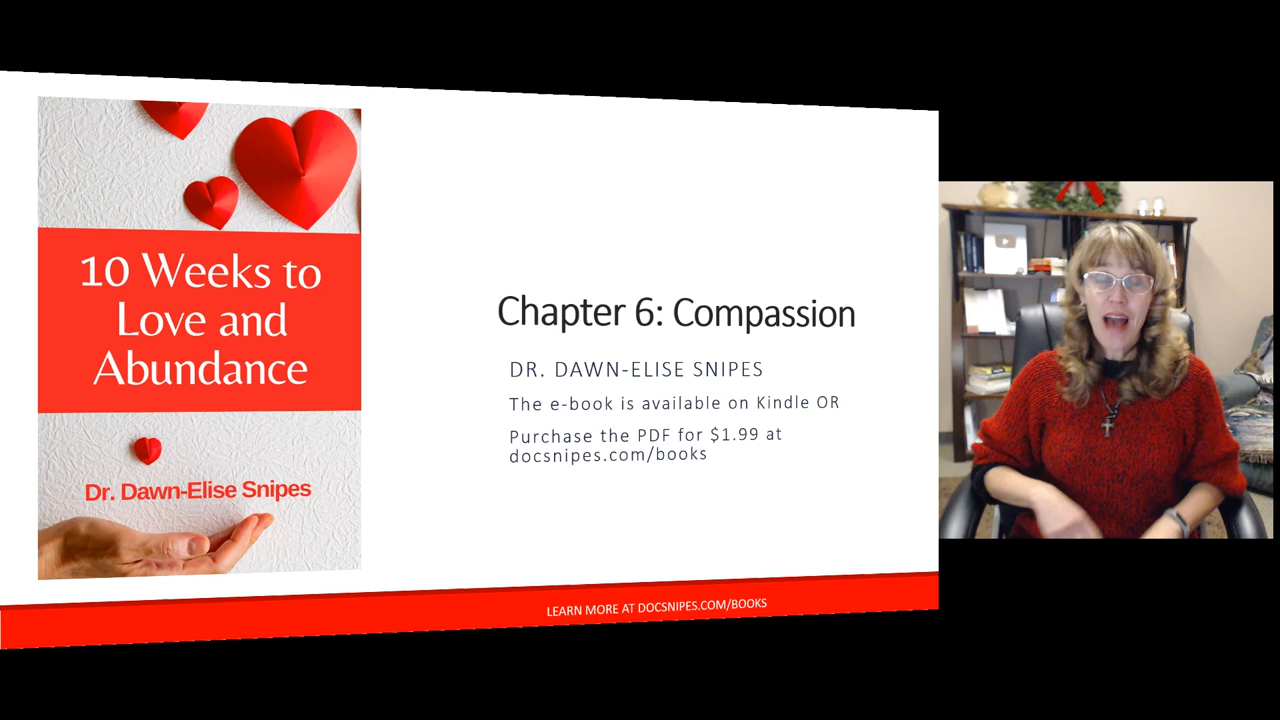 10 Weeks to
Love and
Abundance
Dr. Dawn-Elise Snipes
Chapter 6: Compassion
DR. DAWN-ELISE SNIPES
The e-book is available on Kindle OR
Purchase the PDF for $1.99 at
docsnipes.com/books
LEARN MORE AT DOCSNIPES.COM/BOOKS